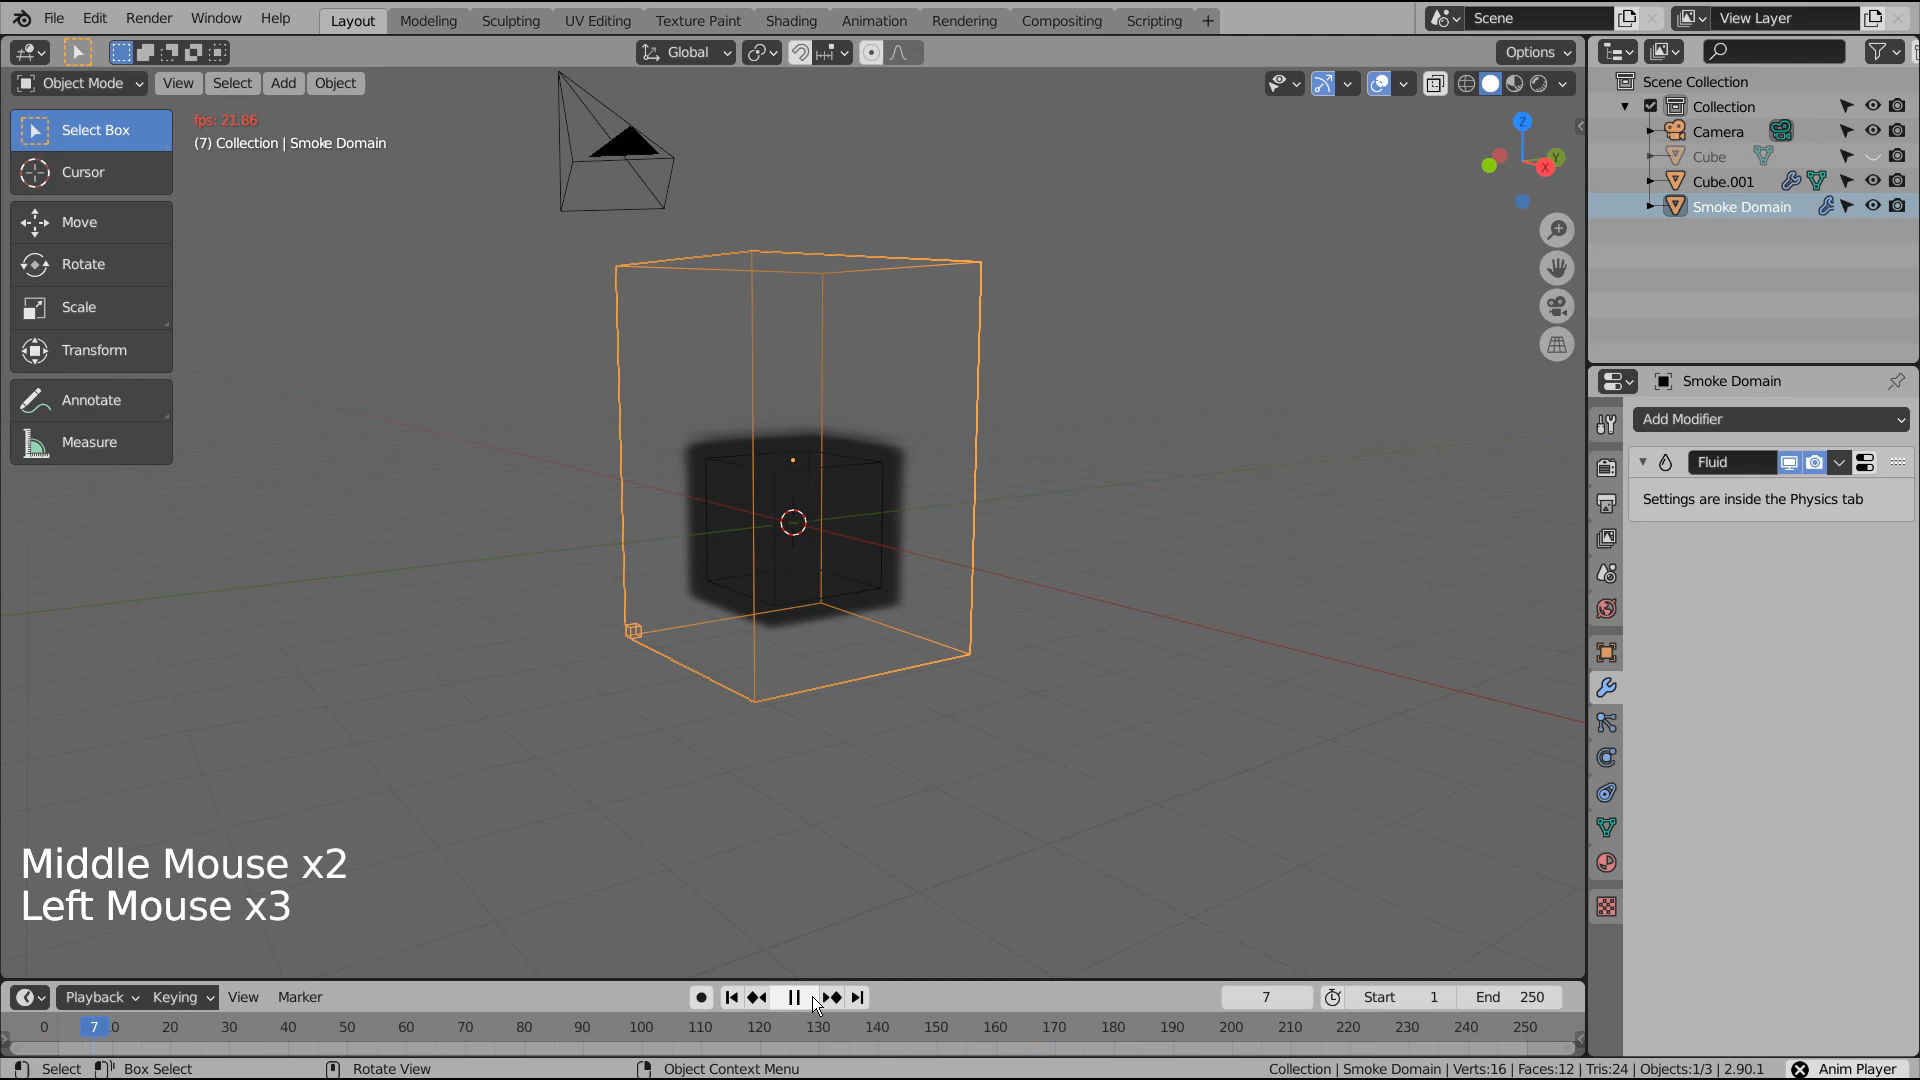 File Edit Render Window Help Layout Modeling Sculpting UV Editing Texture Paint Shading Animation Rendering Compositing Scripting + Scene View Layer
Global Options
Object Mode View Select Add Object
Select Box
Cursor
Move
Rotate
Scale
Transform
Annotate
Measure
fps: 21.86
(7) Collection | Smoke Domain
Z
Y
X
Scene Collection
Collection
Camera
Cube
Cube.001
Smoke Domain
Smoke Domain
Add Modifier
Fluid
Settings are inside the Physics tab
Middle Mouse x2
Left Mouse x3
Playback Keying View Marker 7 Start 1 End 250
0 7 20 30 40 50 60 70 80 90 100 110 120 130 140 150 160 170 180 190 200 210 220 230 240 250
Select Box Select Rotate View Object Context Menu Collection | Smoke Domain | Verts:16 | Faces:12 | Tris:24 | Objects:1/3 | 2.90.1 Anim Player